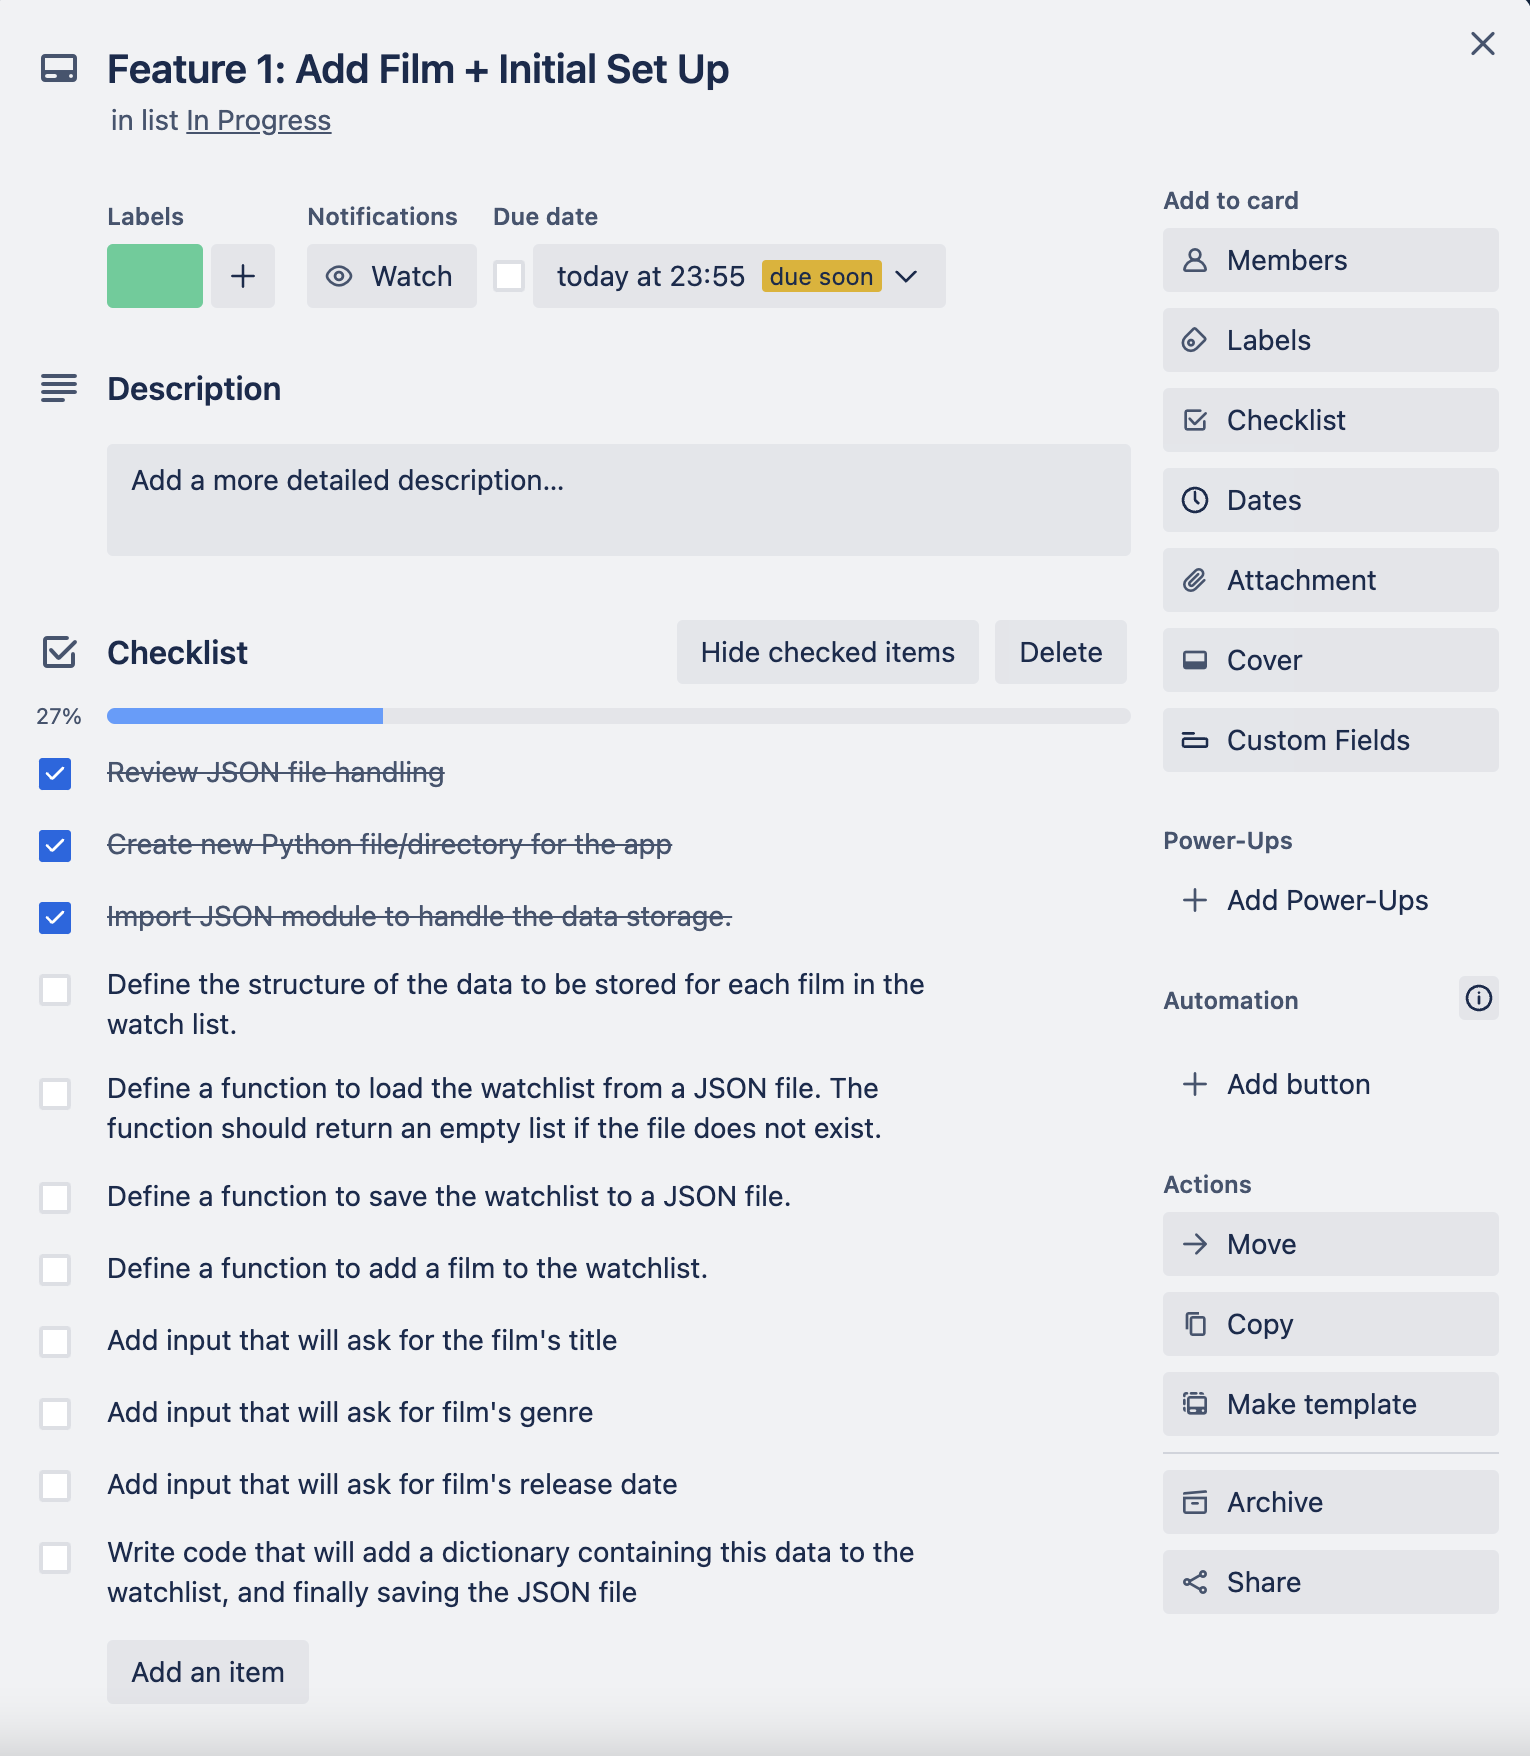 Feature 1: Add Film + Initial Set Up
in list In Progress
Labels
Notifications
Due date
Watch
today at 23:55 due soon
Description
Add a more detailed description...
Checklist
Hide checked items
Delete
27%
Review JSON file handling
Create new Python file/directory for the app
Import JSON module to handle the data storage.
Define the structure of the data to be stored for each film in the
watch list.
Define a function to load the watchlist from a JSON file. The
function should return an empty list if the file does not exist.
Define a function to save the watchlist to a JSON file.
Define a function to add a film to the watchlist.
Add input that will ask for the film's title
Add input that will ask for film's genre
Add input that will ask for film's release date
Write code that will add a dictionary containing this data to the
watchlist, and finally saving the JSON file
Add an item
Add to card
Members
Labels
Checklist
Dates
Attachment
Cover
Custom Fields
Power-Ups
Add Power-Ups
Automation
Add button
Actions
Move
Copy
Make template
Archive
Share